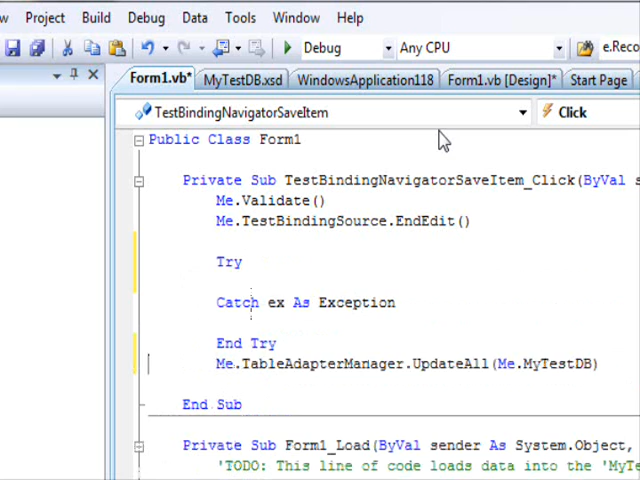 Project Build Debug Data Tools Window Help
Debug Any CPU e.Reco
Form1.vb* MyTestDB.xsd WindowsApplication118 Form1.vb [Design]* Start Page
TestBindingNavigatorSaveItem Click
Public Class Form1
Private Sub TestBindingNavigatorSaveItem_Click(ByVal s
Me.Validate()
Me.TestBindingSource.EndEdit()
Try
Catch ex As Exception
End Try
Me.TableAdapterManager.UpdateAll(Me.MyTestDB)
End Sub
Private Sub Form1_Load(ByVal sender As System.Object,
'TODO: This line of code loads data into the 'MyTe